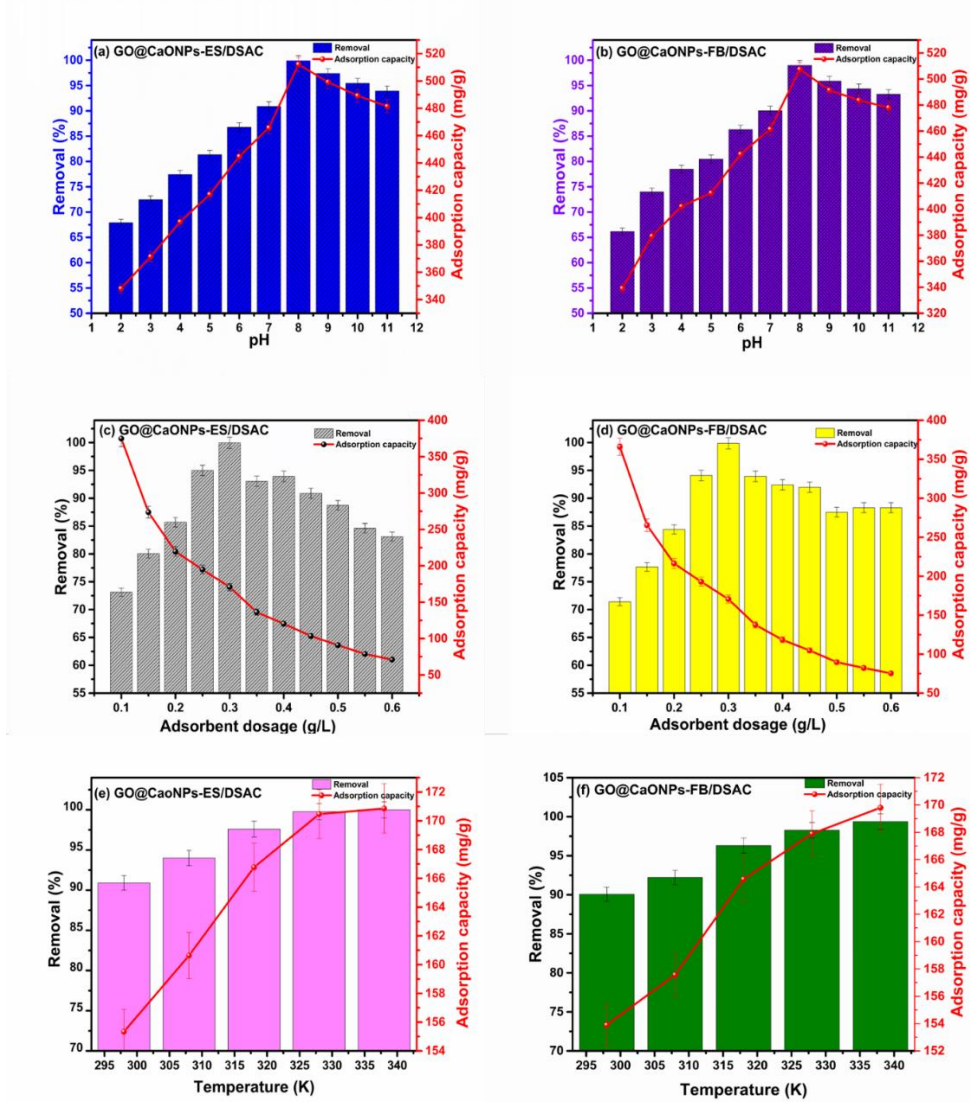 (a) GO@CaONPs-ES/DSAC
Removal
Adsorption capacity
100
95
90
85
80
75
70
65
60
55
50
Removal (%)
520
500
480
460
440
420
400
380
360
340
Adsorption capacity (mg/g)
1 2 3 4 5 6 7 8 9 10 11 12
pH
(b) GO@CaONPs-FB/DSAC
Removal
Adsorption capacity
100
95
90
85
80
75
70
65
60
55
50
Removal (%)
520
500
480
460
440
420
400
380
360
340
320
Adsorption capacity (mg/g)
1 2 3 4 5 6 7 8 9 10 11 12
pH
(c) GO@CaONPs-ES/DSAC
Removal
Adsorption capacity
100
95
90
85
80
75
70
65
60
55
Removal (%)
400
350
300
250
200
150
100
50
Adsorption capacity (mg/g)
0.1 0.2 0.3 0.4 0.5 0.6
Adsorbent dosage (g/L)
(d) GO@CaONPs-FB/DSAC
Removal
Adsorption capacity
100
95
90
85
80
75
70
65
60
55
Removal (%)
400
350
300
250
200
150
100
50
Adsorption capacity (mg/g)
0.1 0.2 0.3 0.4 0.5 0.6
Adsorbent dosage (g/L)
(e) GO@CaoNPs-ES/DSAC
Removal
Adsorption capacity
100
95
90
85
80
75
70
Removal (%)
172
170
168
166
164
162
160
158
156
154
Adsorption capacity (mg/g)
295 300 305 310 315 320 325 330 335 340
Temperature (K)
(f) GO@CaoNPs-FB/DSAC
Removal
Adsorption capacity
105
100
95
90
85
80
75
70
Removal (%)
172
170
168
166
164
162
160
158
156
154
152
Adsorption capacity (mg/g)
295 300 305 310 315 320 325 330 335 340
Temperature (K)